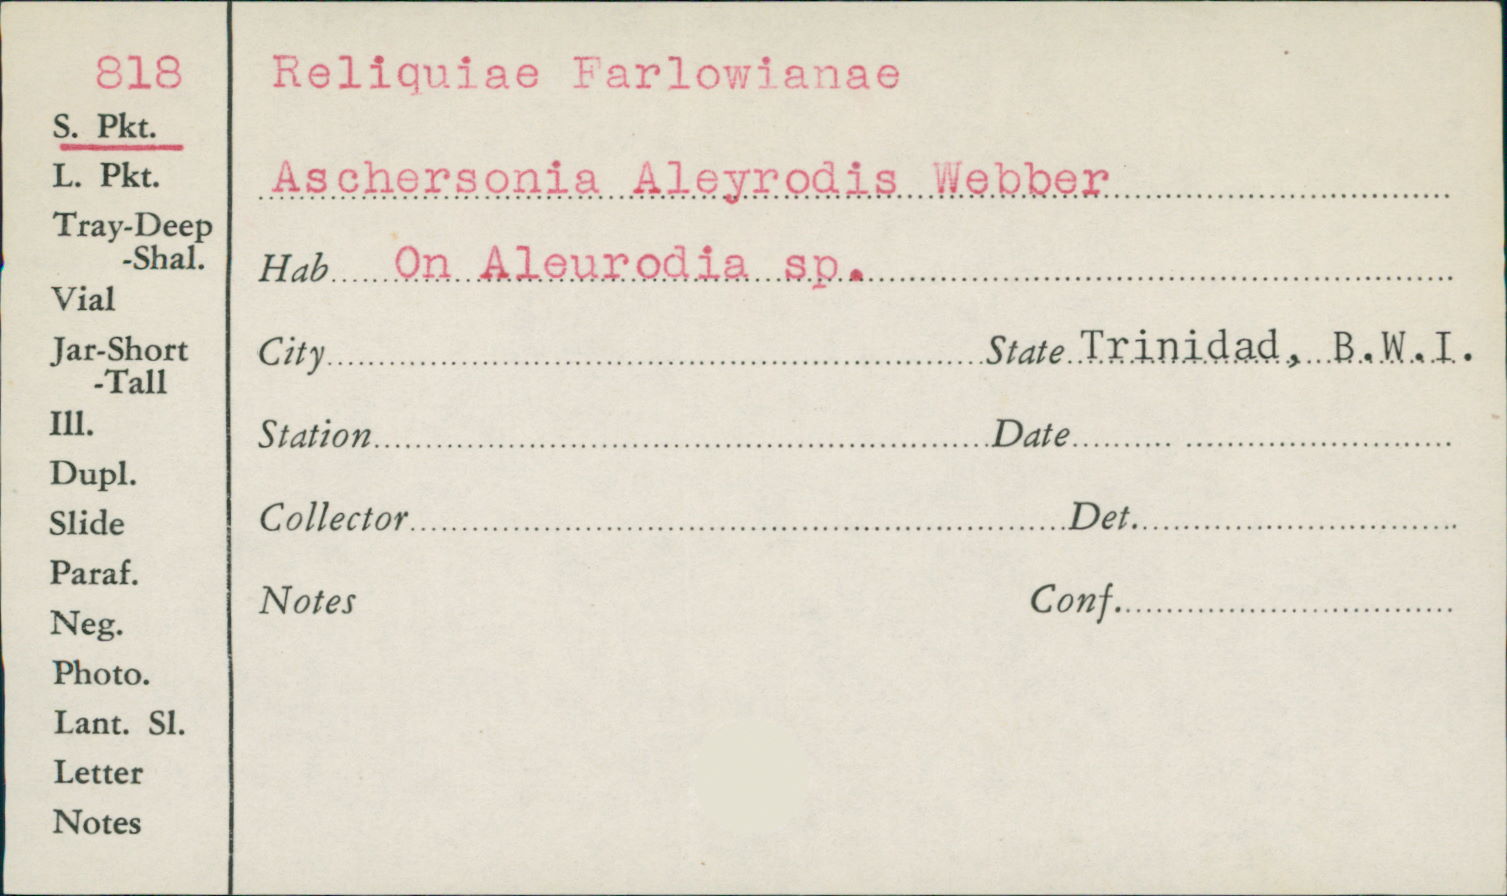 818
S. Pkt.
L. Pkt.
Tray-Deep
-Shal.
Vial
Jar-Short
-Tall
Ill.
Dupl.
Slide
Paraf.
Neg.
Photo.
Lant. Sl.
Letter
Notes
Reliquiae Farlowianae
Aschersonia Aleyrodis Webber
Hab. On Aleurodia sp.
City State Trinidad, B.W.I.
Station Date
Collector Det.
Notes Conf.